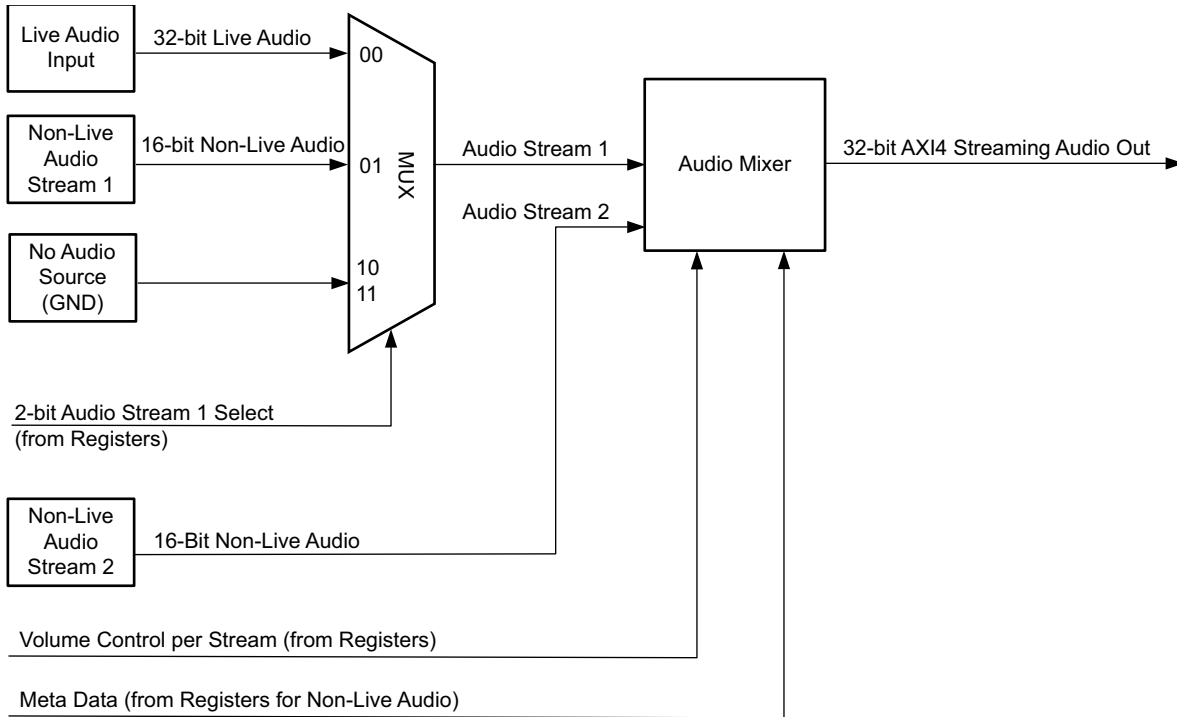 Live Audio
Input
32-bit Live Audio
00
Non-Live
Audio
Stream 1
16-bit Non-Live Audio
01
MUX
Audio Stream 1
Audio Mixer
32-bit AXI4 Streaming Audio Out
Audio Stream 2
No Audio
Source
(GND)
10
11
2-bit Audio Stream 1 Select
(from Registers)
Non-Live
Audio
Stream 2
16-Bit Non-Live Audio
Volume Control per Stream (from Registers)
Meta Data (from Registers for Non-Live Audio)